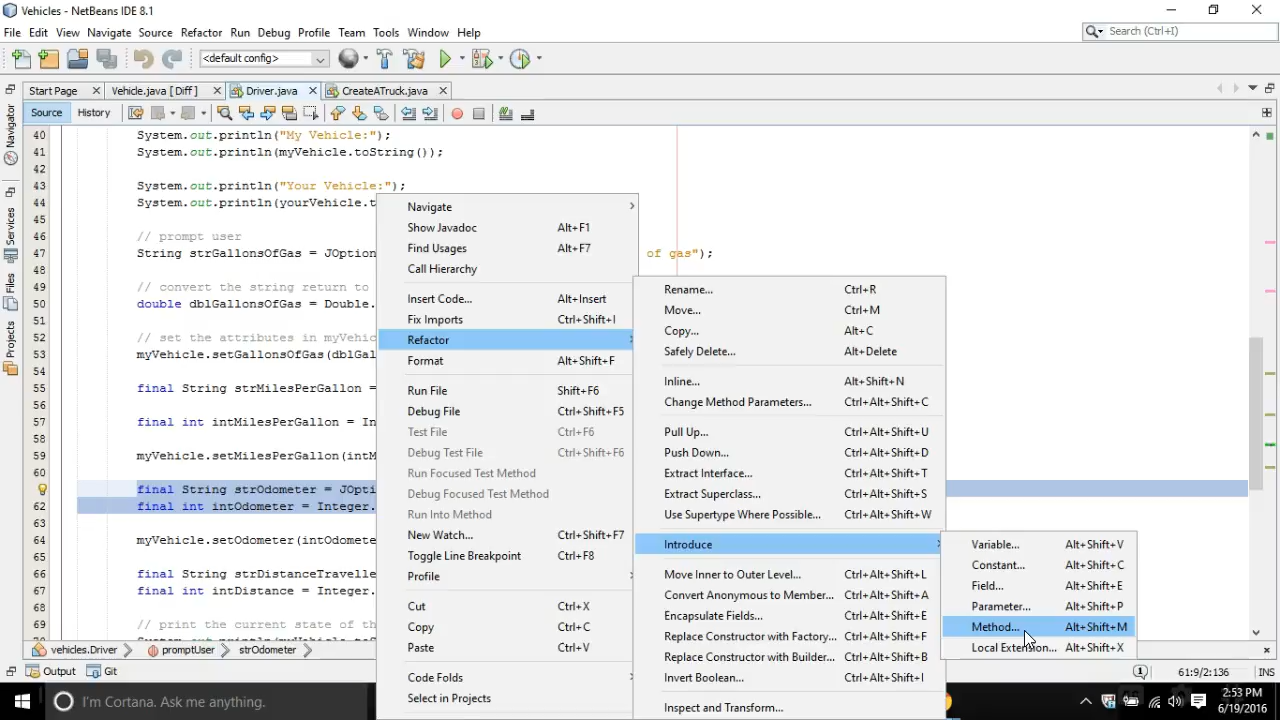 Vehicles - NetBeans IDE 8.1
File Edit View Navigate Source Refactor Run Debug Profile Team Tools Window Help
Search (Ctrl+I)
<default config>
Start Page Vehicle.java [ Diff ] Driver.java CreateATruck.java
Source History
Navigator
Services
Files
Projects
40 System.out.println("My Vehicle:");
41 System.out.println(myVehicle.toString());
42
43 System.out.println("Your Vehicle:");
44 System.out.println(yourVehicle.t
45
46 // prompt user
47 String strGallonsOfGas = JOption of gas");
48
49 // convert the string return to
50 double dblGallonsOfGas = Double.
51
52 // set the attributes in myVehicle
53 myVehicle.setGallonsOfGas(dblGal
54
55 final String strMilesPerGallon =
56
57 final int intMilesPerGallon = In
58
59 myVehicle.setMilesPerGallon(intM
60
final String strOdometer = JOpti
62 final int intOdometer = Integer.
63
64 myVehicle.setOdometer(intOdomete
65
66 final String strDistanceTravelle
67 final int intDistance = Integer.
68
69 // print the current state of the
Navigate
Show Javadoc Alt+F1
Find Usages Alt+F7
Call Hierarchy
Insert Code... Alt+Insert
Fix Imports Ctrl+Shift+I
Refactor
Format Alt+Shift+F
Run File Shift+F6
Debug File Ctrl+Shift+F5
Test File Ctrl+F6
Debug Test File Ctrl+Shift+F6
Run Focused Test Method
Debug Focused Test Method
Run Into Method
New Watch... Ctrl+Shift+F7
Toggle Line Breakpoint Ctrl+F8
Profile
Cut Ctrl+X
Copy Ctrl+C
Paste Ctrl+V
Code Folds
Select in Projects
Rename... Ctrl+R
Move... Ctrl+M
Copy... Alt+C
Safely Delete... Alt+Delete
Inline... Alt+Shift+N
Change Method Parameters... Ctrl+Alt+Shift+C
Pull Up... Ctrl+Alt+Shift+U
Push Down... Ctrl+Alt+Shift+D
Extract Interface... Ctrl+Alt+Shift+T
Extract Superclass... Ctrl+Alt+Shift+S
Use Supertype Where Possible... Ctrl+Alt+Shift+W
Introduce
Move Inner to Outer Level... Ctrl+Alt+Shift+L
Convert Anonymous to Member... Ctrl+Alt+Shift+A
Encapsulate Fields... Ctrl+Alt+Shift+E
Replace Constructor with Factory... Ctrl+Alt+Shift+F
Replace Constructor with Builder... Ctrl+Alt+Shift+B
Invert Boolean... Ctrl+Alt+Shift+I
Inspect and Transform...
Variable... Alt+Shift+V
Constant... Alt+Shift+C
Field... Alt+Shift+E
Parameter... Alt+Shift+P
Method... Alt+Shift+M
Local Extension... Alt+Shift+X
vehicles.Driver promptUser strOdometer
Output Git
61:9/2:136 INS
I'm Cortana. Ask me anything.
2:53 PM
6/19/2016